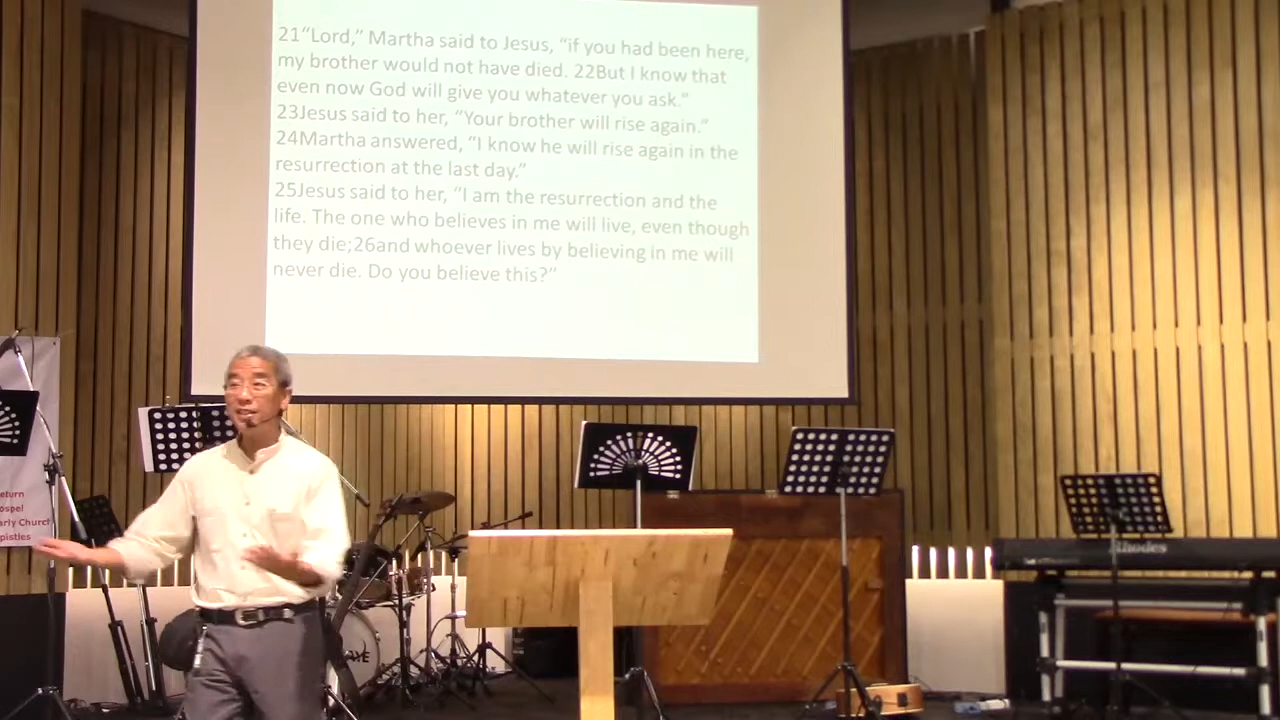 21“Lord,” Martha said to Jesus, “if you had been here,
my brother would not have died. 22But I know that
even now God will give you whatever you ask.”
23Jesus said to her, “Your brother will rise again.”
24Martha answered, “I know he will rise again in the
resurrection at the last day.”
25Jesus said to her, “I am the resurrection and the
life. The one who believes in me will live, even though
they die;26and whoever lives by believing in me will
never die. Do you believe this?”
eturn
ospel
arly Church
pistles
Rhodes